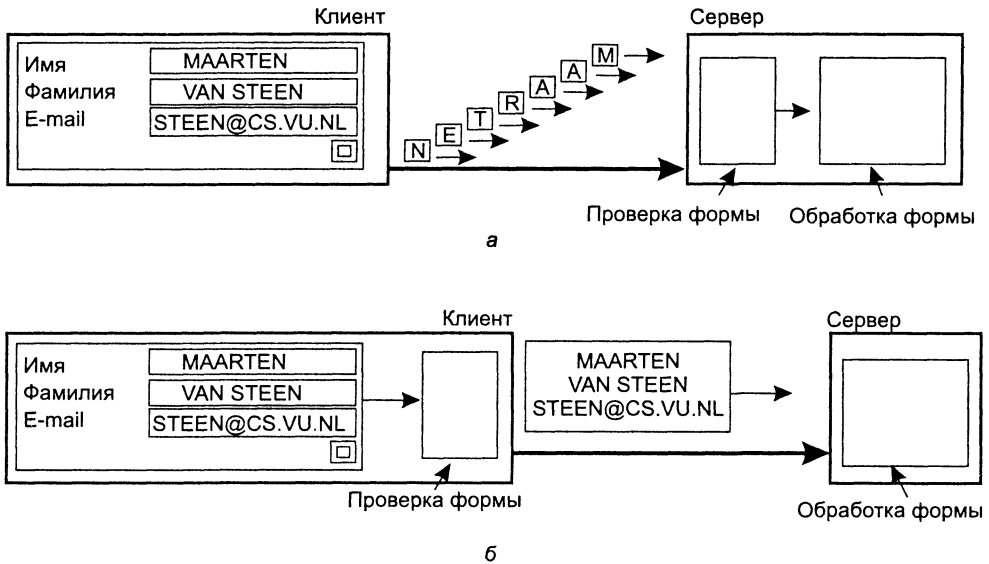 Клиент
Сервер
Имя MAARTEN
Фамилия VAN STEEN
E-mail STEEN@CS.VU.NL
N E T R A A M
Проверка формы
Обработка формы
а
Клиент
Сервер
Имя MAARTEN
Фамилия VAN STEEN
E-mail STEEN@CS.VU.NL
MAARTEN
VAN STEEN
STEEN@CS.VU.NL
Проверка формы
Обработка формы
б